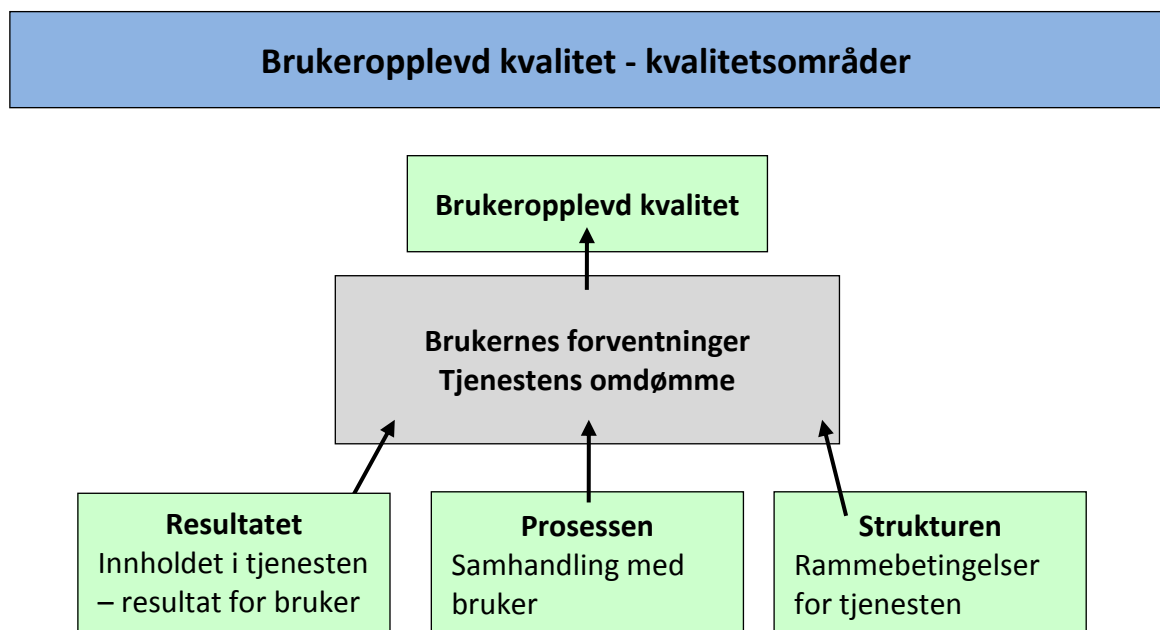 Brukeropplevd kvalitet - kvalitetsområder
Brukeropplevd kvalitet
Brukernes forventninger
Tjenestens omdømme
Resultatet
Innholdet i tjenesten
– resultat for bruker
Prosessen
Samhandling med
bruker
Strukturen
Rammebetingelser
for tjenesten